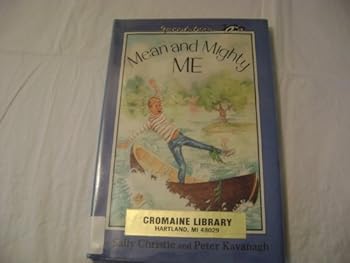 Mean and Mighty
ME
CROMAINE LIBRARY
HARTLAND, MI 48029
Sally Christie and Peter Kavanagh